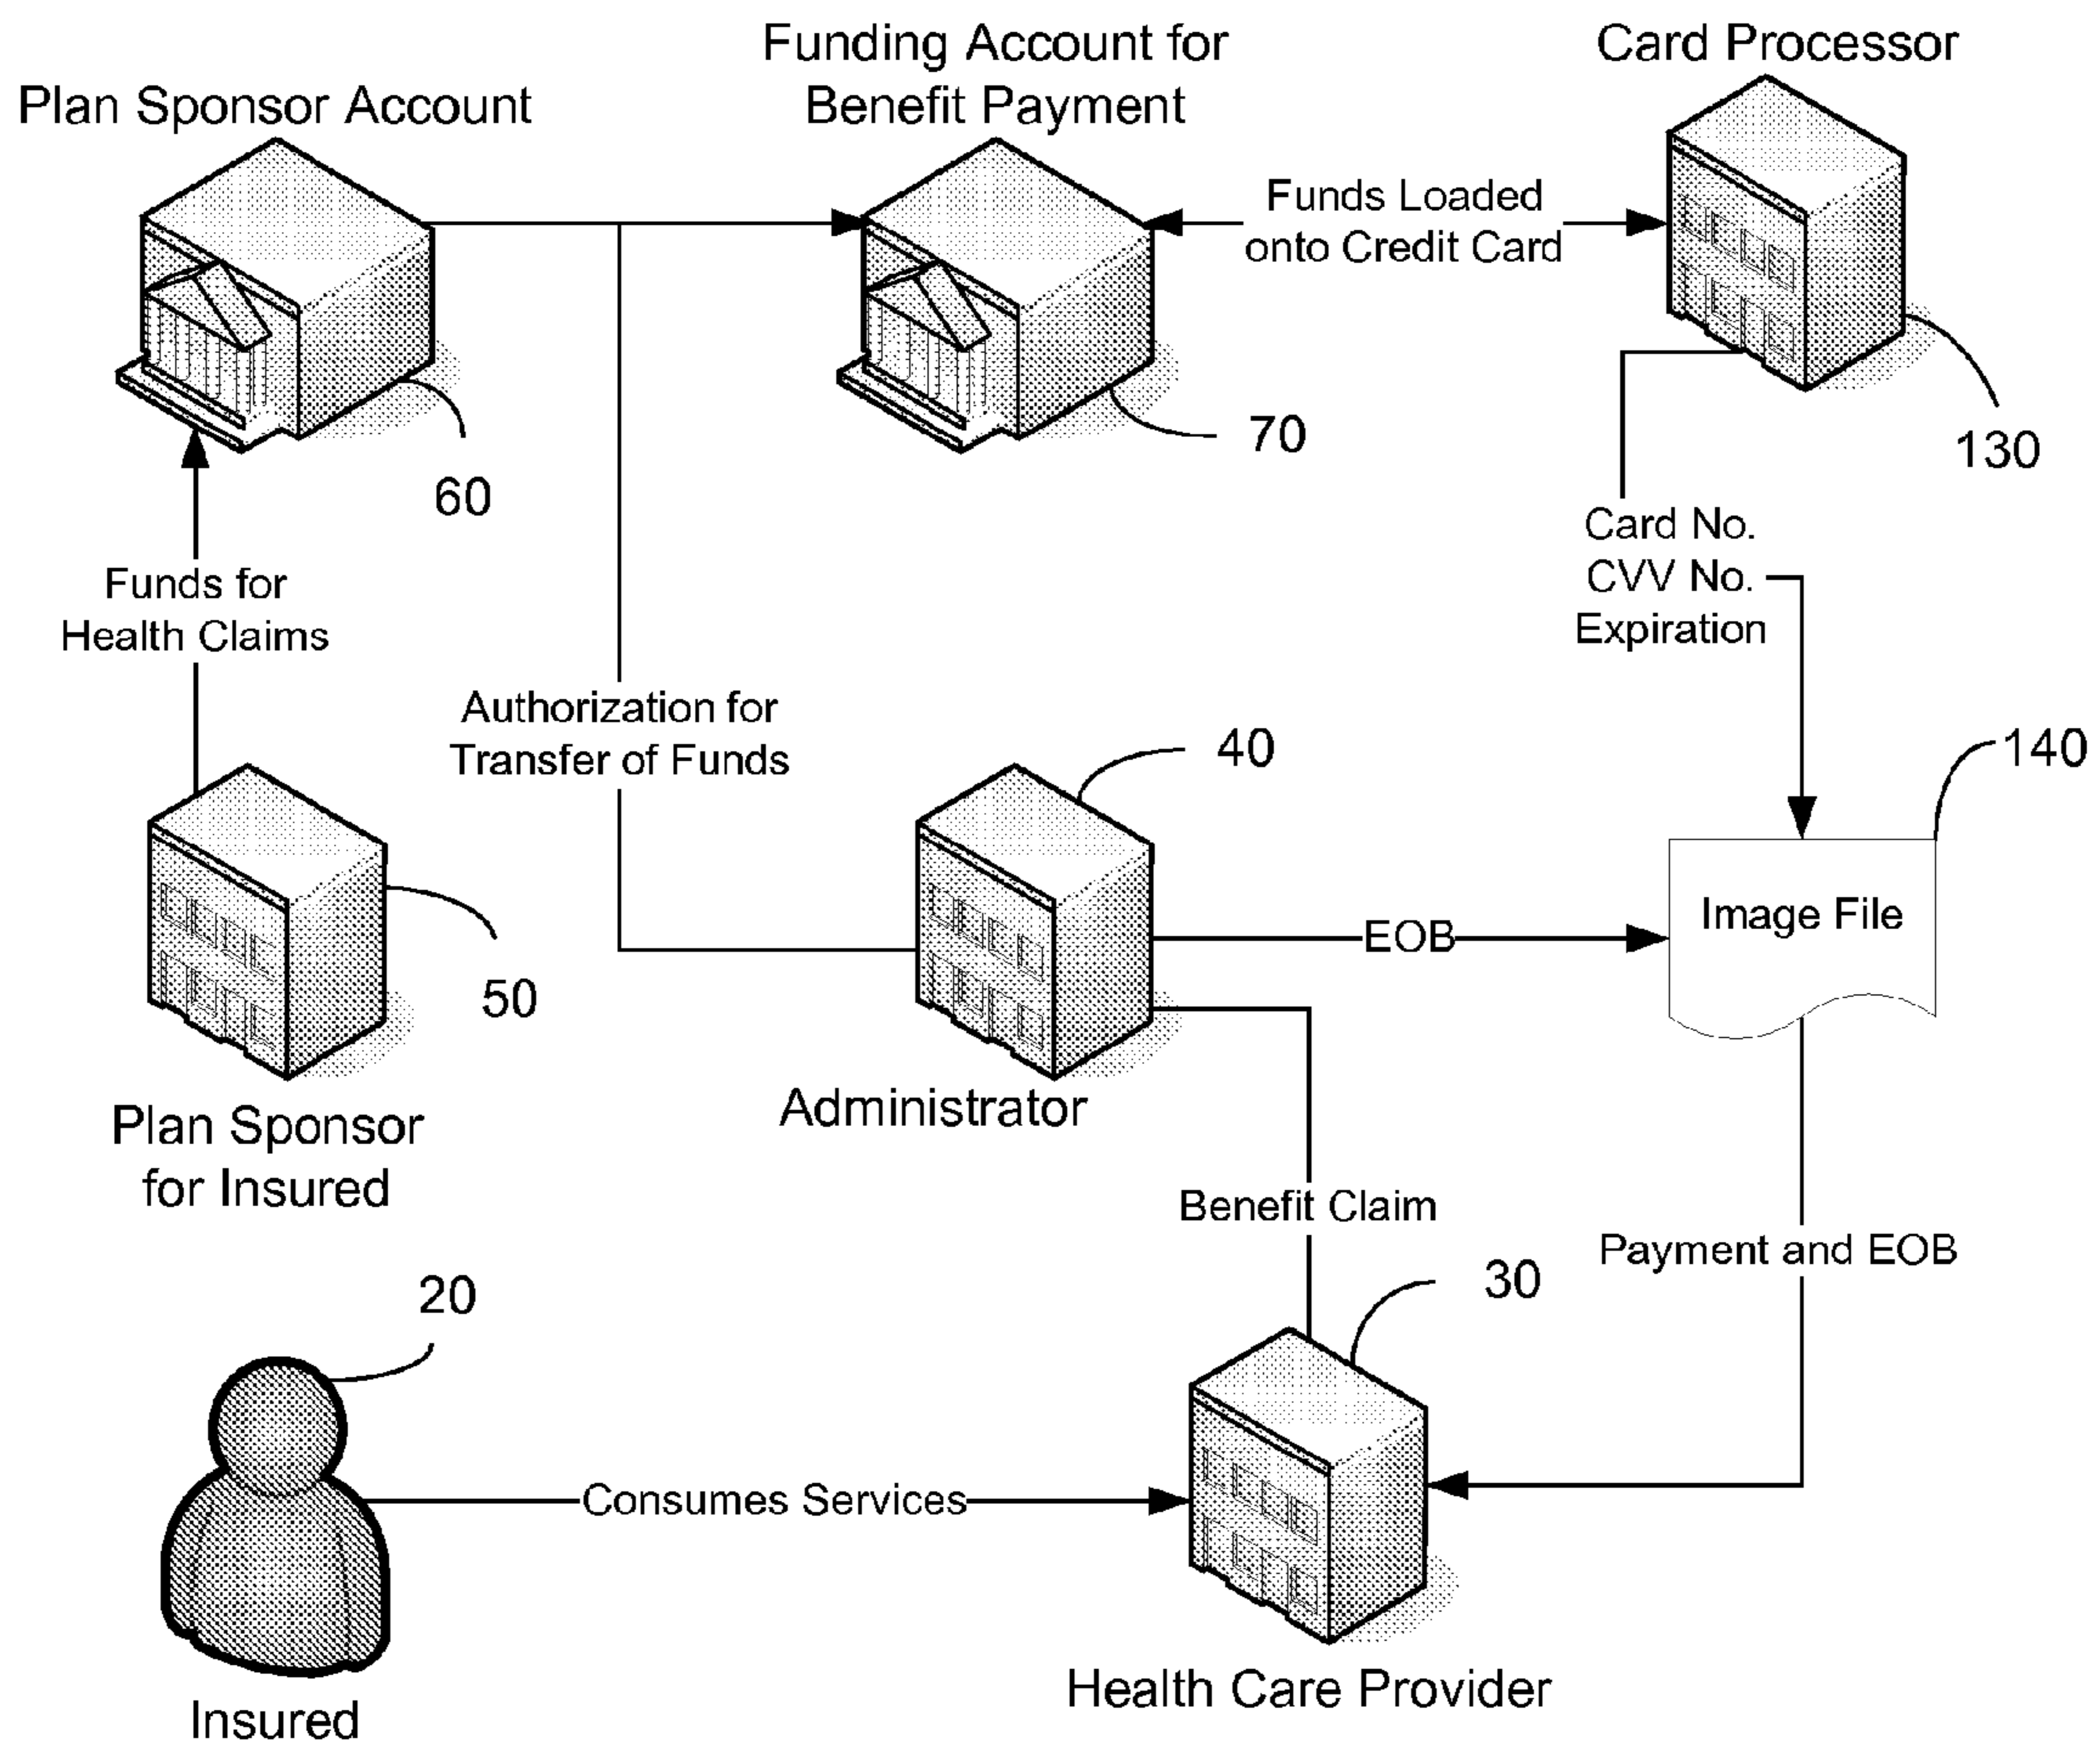 Plan Sponsor Account
Funding Account for
Benefit Payment
Card Processor
Funds Loaded
onto Credit Card
60
70
130
Card No.
CVV No.
Expiration
Funds for
Health Claims
Authorization for
Transfer of Funds
40
140
Image File
EOB
50
Plan Sponsor
for Insured
Administrator
Benefit Claim
Payment and EOB
30
20
Consumes Services
Insured
Health Care Provider